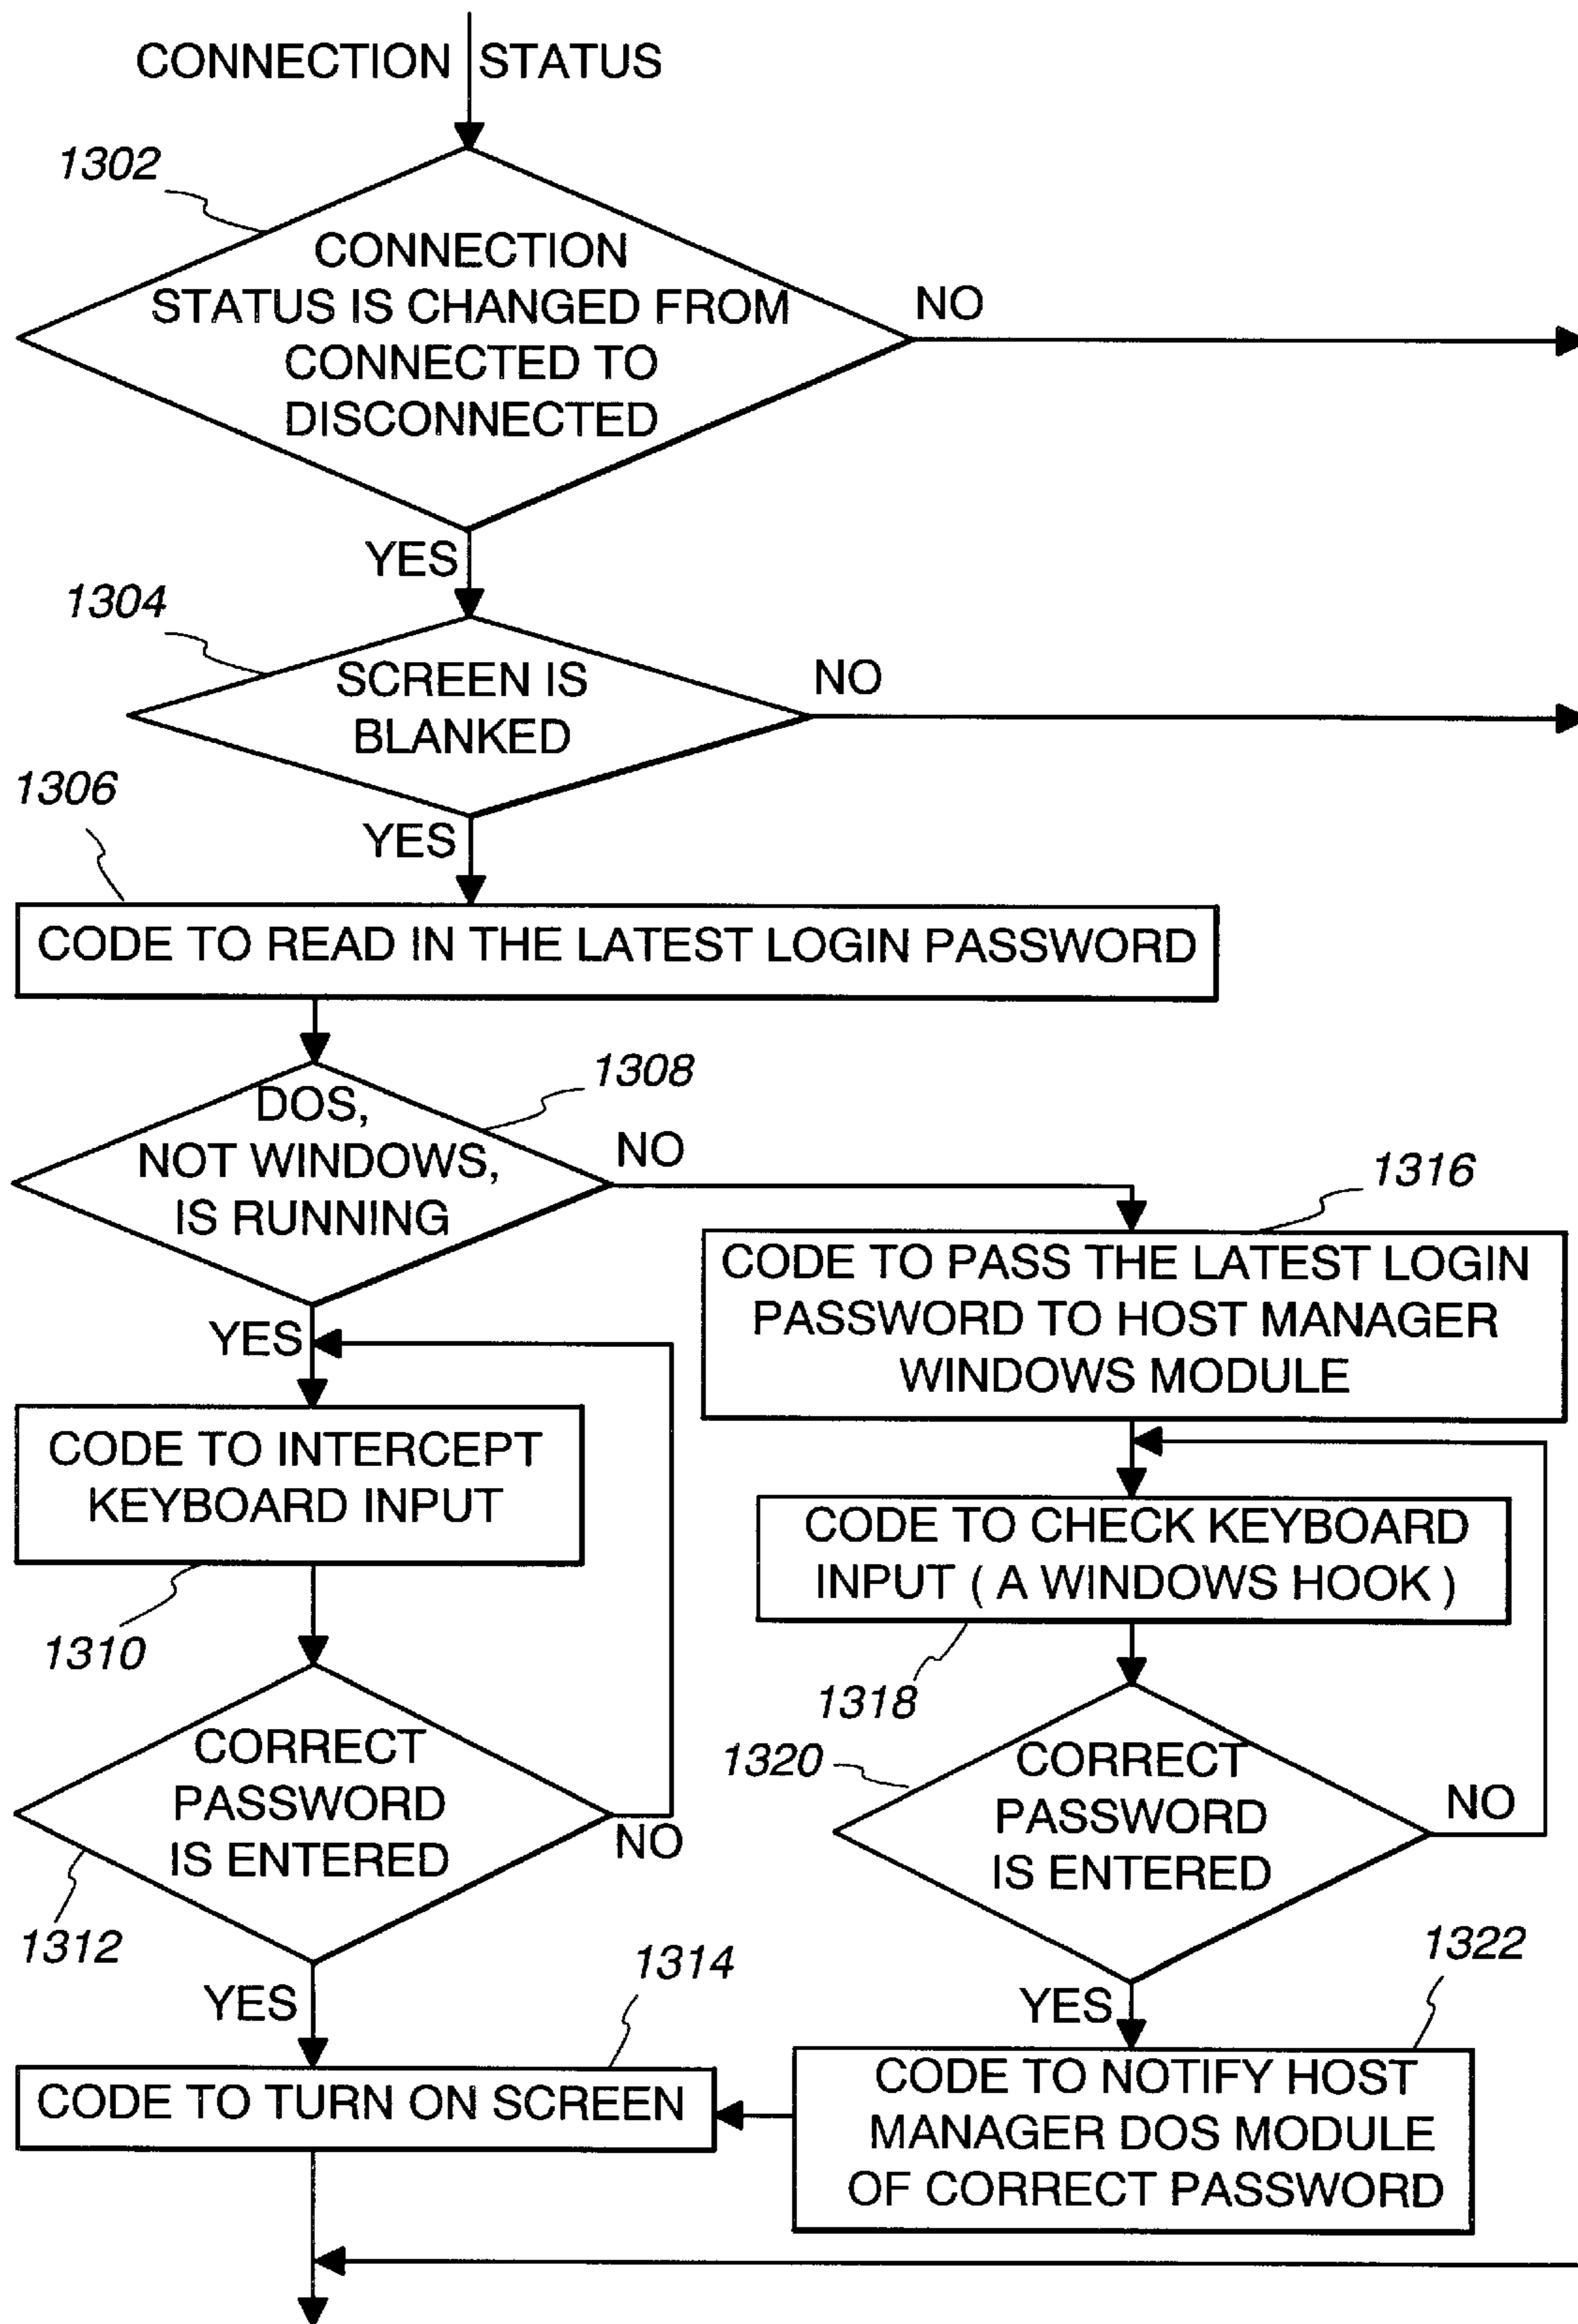 CONNECTION STATUS
1302
CONNECTION
STATUS IS CHANGED FROM
CONNECTED TO
DISCONNECTED
NO
YES
1304
SCREEN IS
BLANKED
NO
YES
1306
CODE TO READ IN THE LATEST LOGIN PASSWORD
1308
DOS,
NOT WINDOWS,
IS RUNNING
NO
YES
1316
CODE TO PASS THE LATEST LOGIN
PASSWORD TO HOST MANAGER
WINDOWS MODULE
CODE TO INTERCEPT
KEYBOARD INPUT
1310
CODE TO CHECK KEYBOARD
INPUT ( A WINDOWS HOOK )
1318
CORRECT
PASSWORD
IS ENTERED
NO
1312
YES
1320
CORRECT
PASSWORD
IS ENTERED
NO
YES
1314
CODE TO TURN ON SCREEN
1322
CODE TO NOTIFY HOST
MANAGER DOS MODULE
OF CORRECT PASSWORD